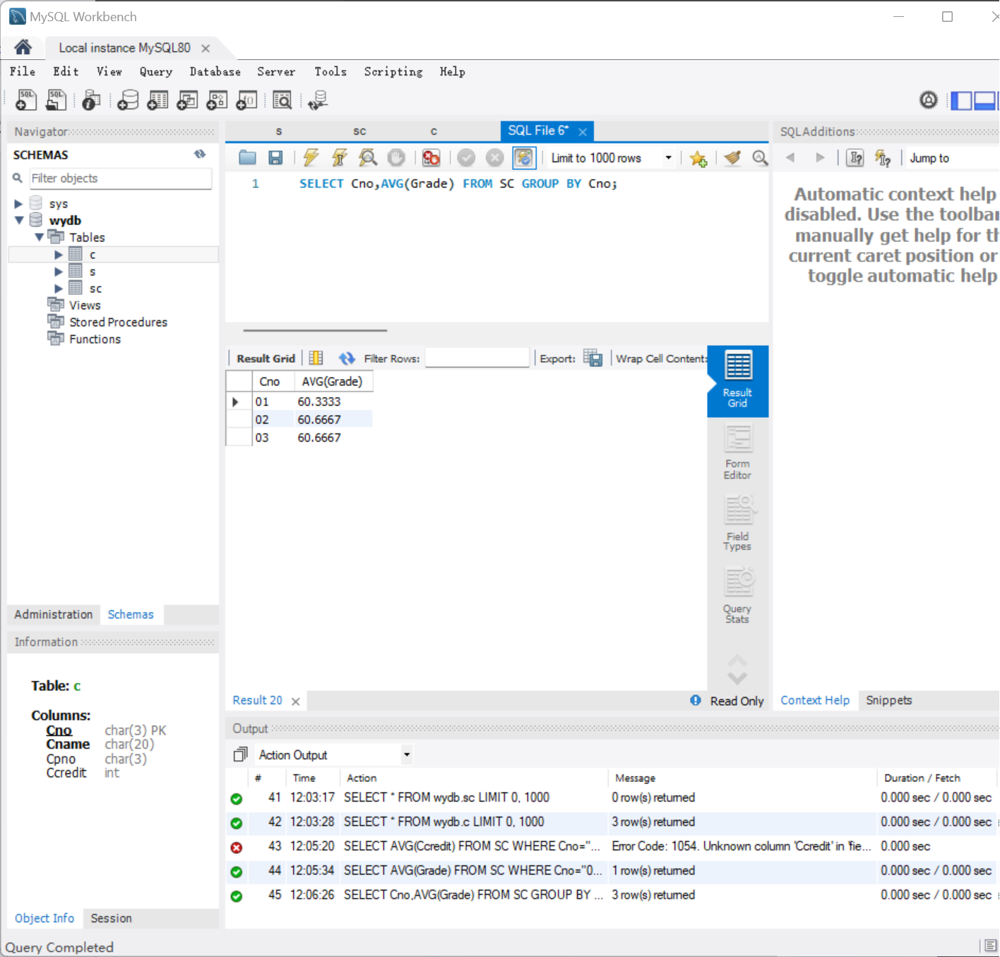 MySQL Workbench
Local instance MySQL80
File Edit View Query Database Server Tools Scripting Help
Navigator
SCHEMAS
Filter objects
sys
wydb
Tables
c
s
sc
Views
Stored Procedures
Functions
Administration Schemas
Information
Table: c
Columns:
Cno char(3) PK
Cname char(20)
Cpno char(3)
Ccredit int
Object Info Session
s sc c SQL File 6*
Limit to 1000 rows
1 SELECT Cno,AVG(Grade) FROM SC GROUP BY Cno;
Result Grid Filter Rows: Export: Wrap Cell Content:
Cno AVG(Grade)
01 60.3333
02 60.6667
03 60.6667
Result
Grid
Form
Editor
Field
Types
Query
Stats
Result 20 Read Only
SQLAdditions
Jump to
Automatic context help
disabled. Use the toolbar
manually get help for th
current caret position or
toggle automatic help
Context Help Snippets
Output
Action Output
# Time Action Message Duration / Fetch
41 12:03:17 SELECT * FROM wydb.sc LIMIT 0, 1000 0 row(s) returned 0.000 sec / 0.000 sec
42 12:03:28 SELECT * FROM wydb.c LIMIT 0, 1000 3 row(s) returned 0.000 sec / 0.000 sec
43 12:05:20 SELECT AVG(Ccredit) FROM SC WHERE Cno="... Error Code: 1054. Unknown column 'Ccredit' in 'fie... 0.000 sec
44 12:05:34 SELECT AVG(Grade) FROM SC WHERE Cno="0... 1 row(s) returned 0.000 sec / 0.000 sec
45 12:06:26 SELECT Cno,AVG(Grade) FROM SC GROUP BY ... 3 row(s) returned 0.000 sec / 0.000 sec
Query Completed